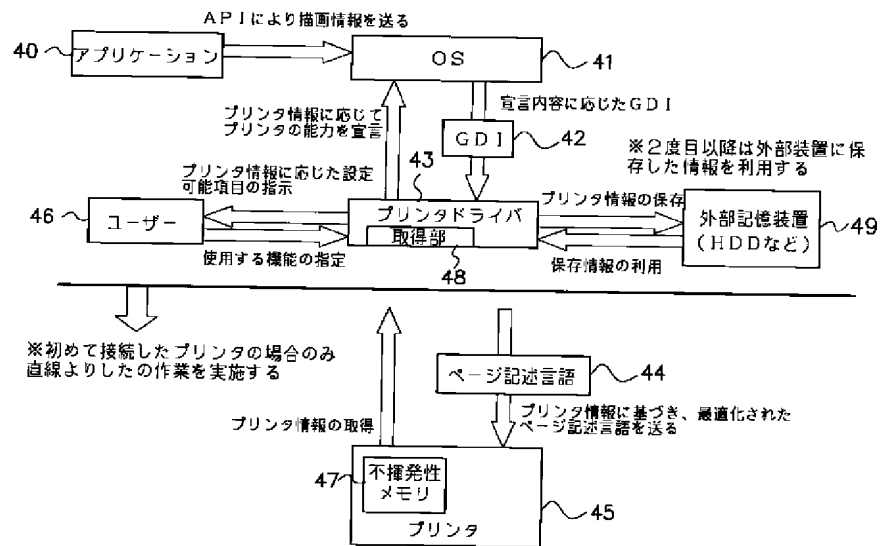 APIにより描画情報を送る
40
アプリケーション
OS
41
プリンタ情報に応じて
プリンタの能力を宣言
宣言内容に応じたGDI
GDI
42
※2度目以降は外部装置に保
存した情報を利用する
プリンタ情報に応じた設定
可能項目の指示
43
プリンタ情報の保存
46
ユーザー
プリンタドライバ
取得部
外部記憶装置
(HDDなど)
49
使用する機能の指定
48
保存情報の利用
※初めて接続したプリンタの場合のみ
直線よりしたの作業を実施する
ページ記述言語
44
プリンタ情報の取得
プリンタ情報に基づき、最適化された
ページ記述言語を送る
47
不揮発性
メモリ
プリンタ
45